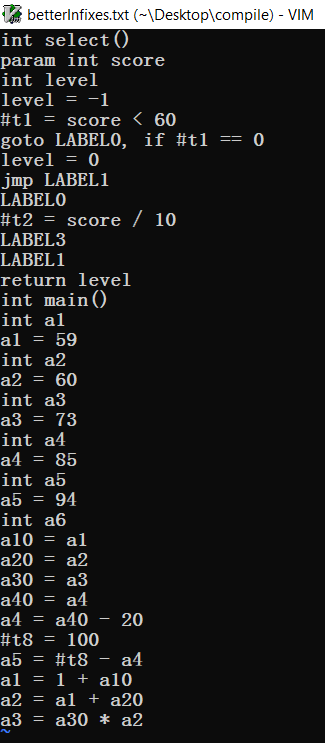 betterInfixes.txt (~\Desktop\compile) - VIM
int select()
param int score
int level
level = -1
#t1 = score < 60
goto LABEL0, if #t1 == 0
level = 0
jmp LABEL1
LABEL0
#t2 = score / 10
LABEL3
LABEL1
return level
int main()
int a1
a1 = 59
int a2
a2 = 60
int a3
a3 = 73
int a4
a4 = 85
int a5
a5 = 94
int a6
a10 = a1
a20 = a2
a30 = a3
a40 = a4
a4 = a40 - 20
#t8 = 100
a5 = #t8 - a4
a1 = 1 + a10
a2 = a1 + a20
a3 = a30 * a2
~